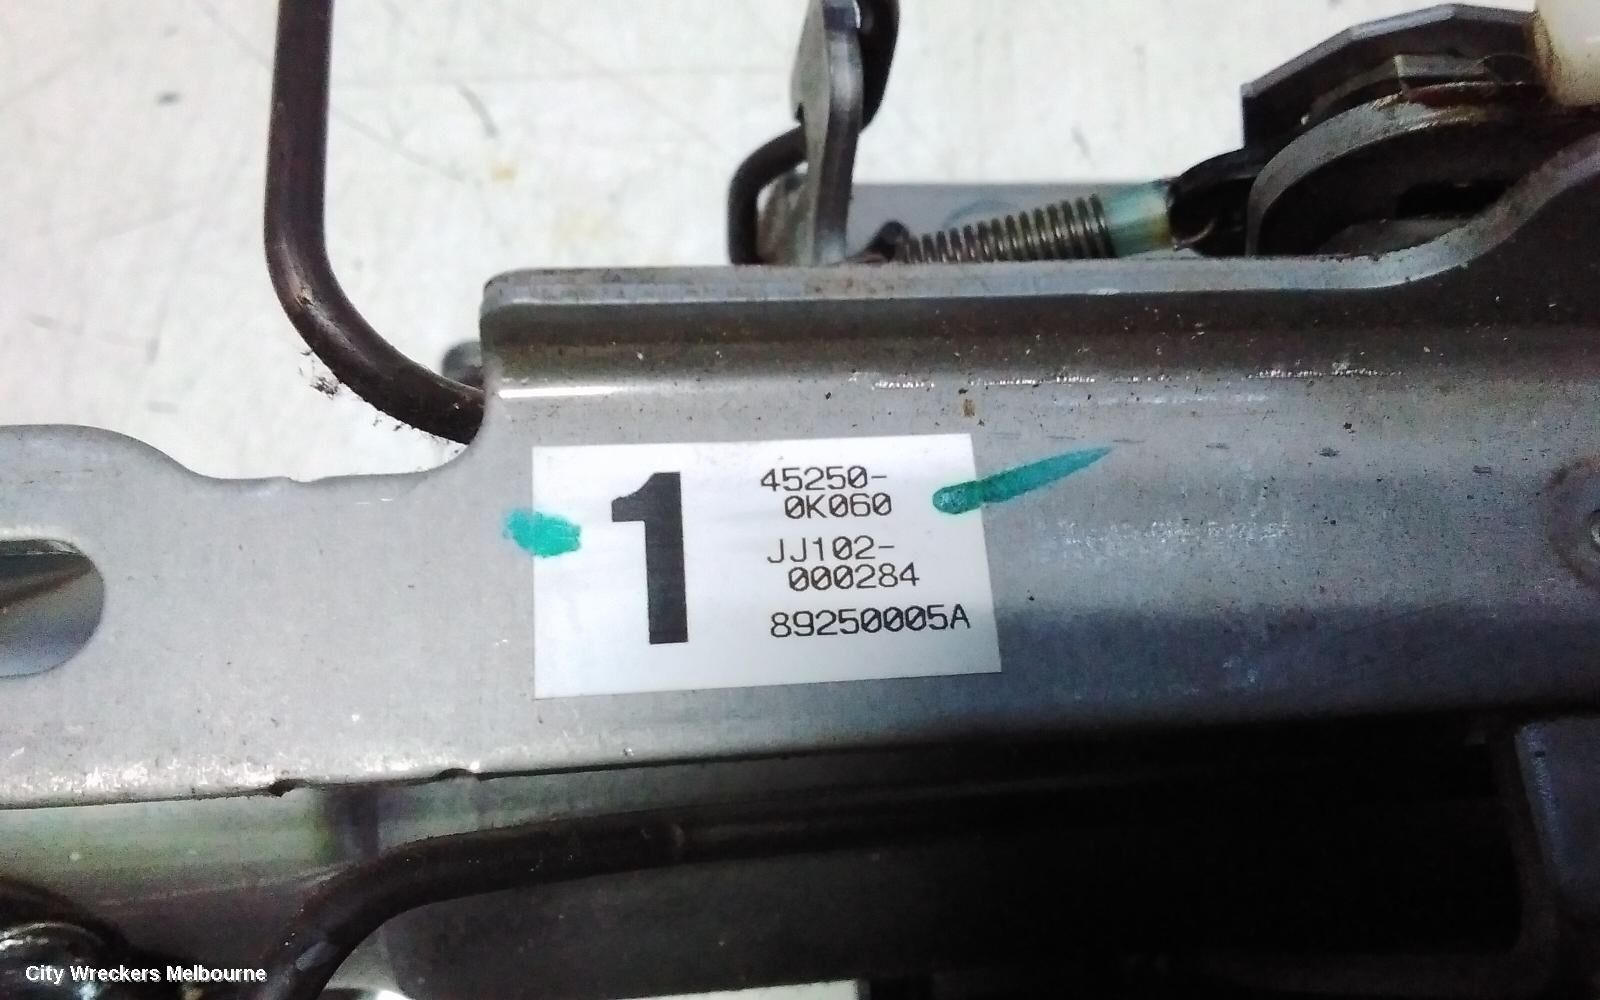 1
45250-
0K060
JJ102-
000284
89250005A
City Wreckers Melbourne